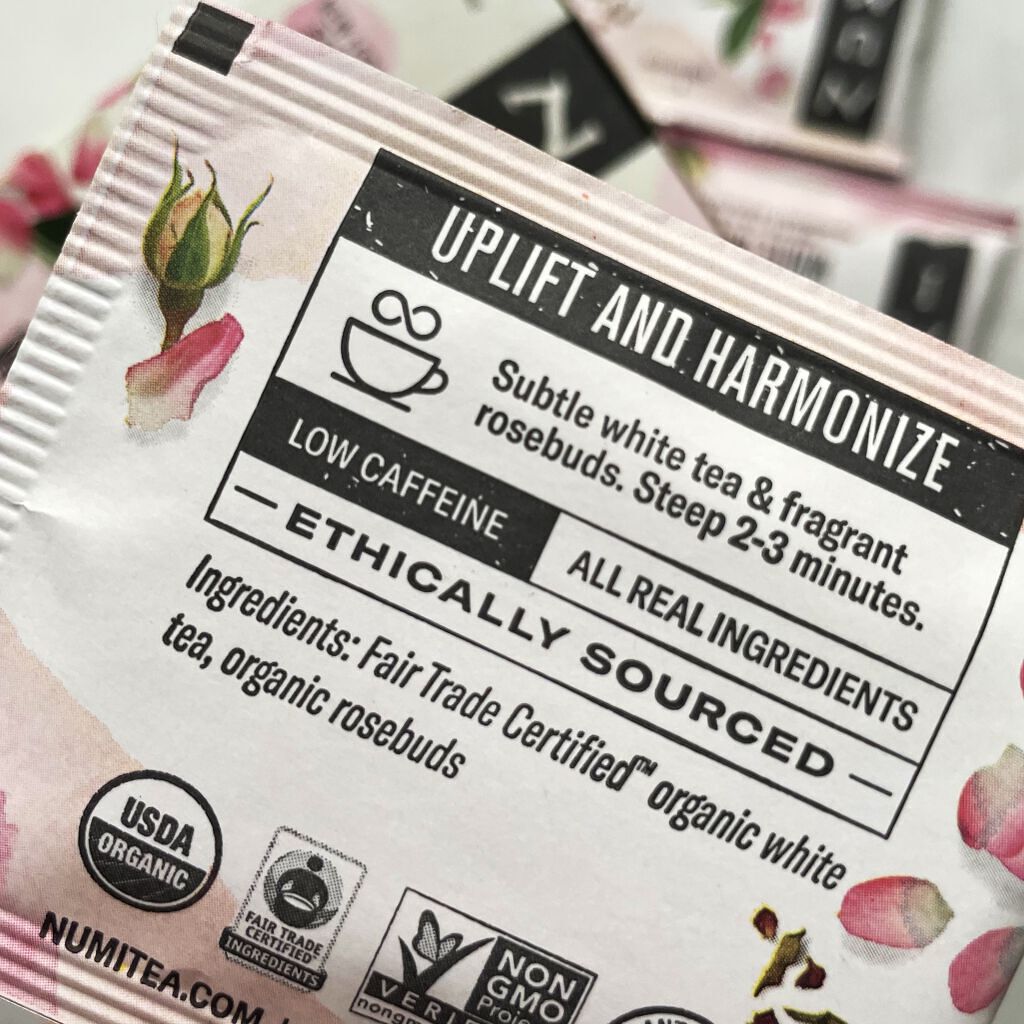 UPLIFT AND HARMONIZE
Subtle white tea & fragrant
rosebuds. Steep 2-3 minutes.
LOW CAFFEINE
ALL REAL INGREDIENTS
ETHICALLY SOURCED
Ingredients: Fair Trade Certified™ organic white
tea, organic rosebuds
USDA
ORGANIC
FAIR TRADE
CERTIFIED
INGREDIENTS
NON
GMO
NUMITEA.COM